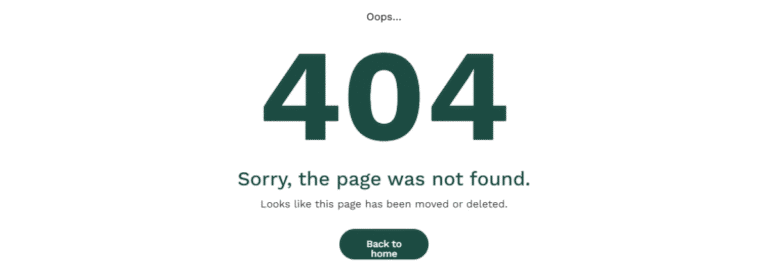 Oops...
404
Sorry, the page was not found.
Looks like this page has been moved or deleted.
Back to
home